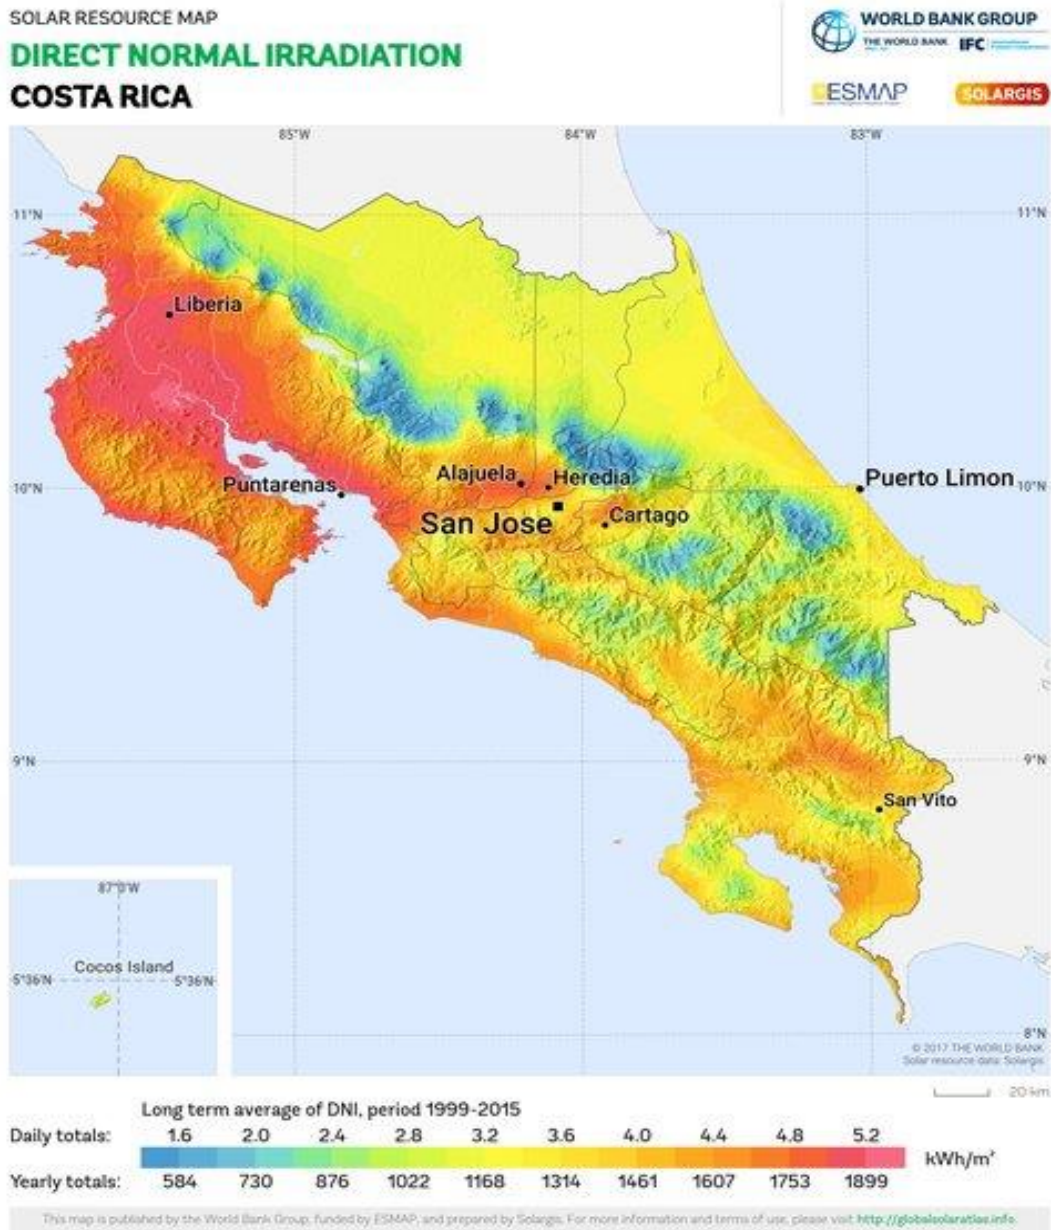 SOLAR RESOURCE MAP
DIRECT NORMAL IRRADIATION
COSTA RICA
WORLD BANK GROUP
THE WORLD BANK IFC
ESMAP SOLARGIS
85°W 84°W 83°W
11°N 11°N
Liberia
Alajuela Heredia
Puntarenas
Puerto Limon
10°N 10°N
San Jose Cartago
9°N 9°N
San Vito
87°0'W
Cocos Island
5°36'N 5°36'N
8°N
© 2017 THE WORLD BANK
Solar resource data: Solargis
20 km
Long term average of DNI, period 1999-2015
Daily totals: 1.6 2.0 2.4 2.8 3.2 3.6 4.0 4.4 4.8 5.2
kWh/m²
Yearly totals: 584 730 876 1022 1168 1314 1461 1607 1753 1899
This map is published by the World Bank Group, funded by ESMAP, and prepared by Solargis. For more information and terms of use, please visit http://globalsolaratlas.info.